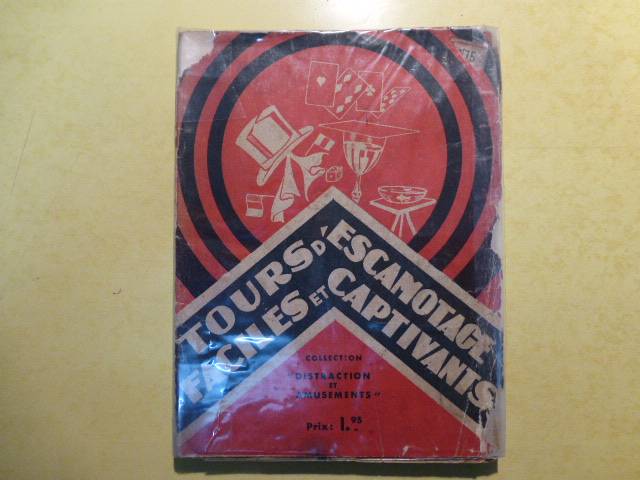 TOURS D'ESCAMOTAGE
FACILES ET CAPTIVANTS
COLLECTION
"DISTRACTION
ET
AMUSEMENTS"
Prix: 1.95